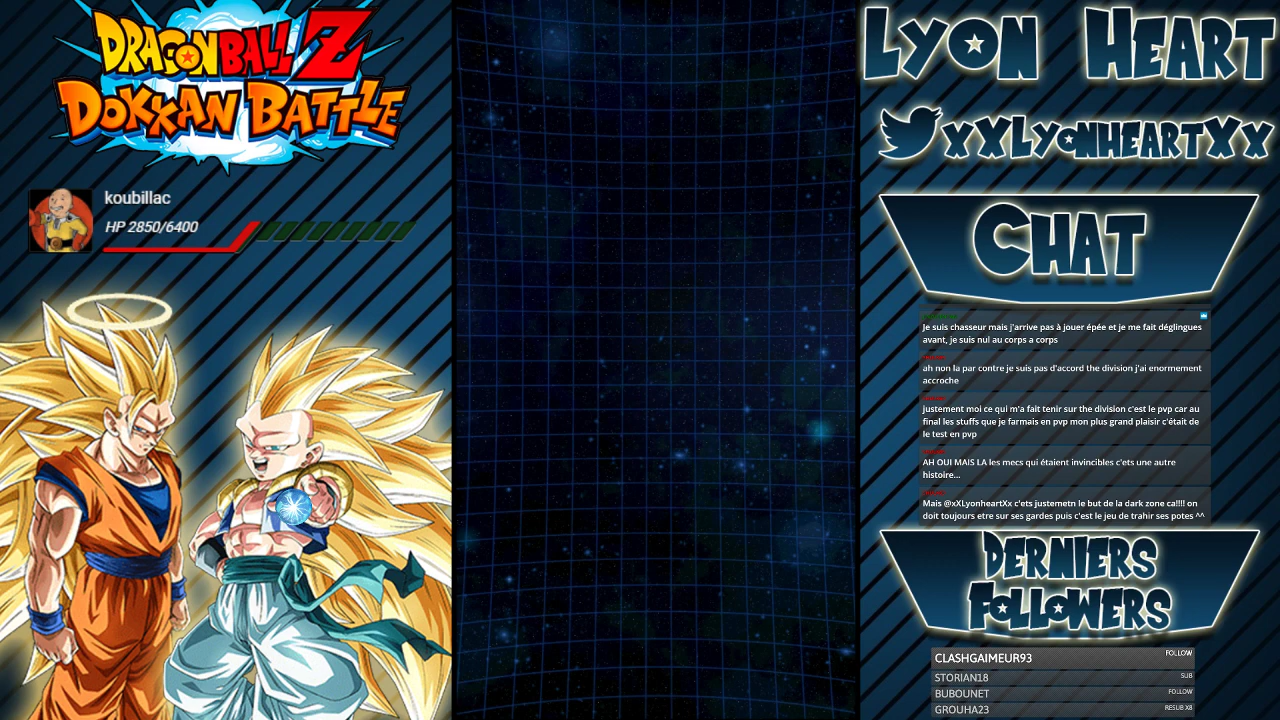 DRAGONBALL Z
DOKKAN BATTLE
koubillac
HP 2850/6400
LYON HEART
xXLyonheartXx
CHAT
Je suis chasseur mais j'arrive pas à jouer épée et je me fait déglingues
avant, je suis nul au corps a corps
ah non la par contre je suis pas d'accord the division j'ai enormement
accroche
justement moi ce qui m'a fait tenir sur the division c'est le pvp car au
final les stuffs que je farmais en pvp mon plus grand plaisir c'était de
le test en pvp
AH OUI MAIS LA les mecs qui étaient invincibles c'ets une autre
histoire...
Mais @xXLyonheartXx c'ets justemetn le but de la dark zone ca!!!! on
doit toujours etre sur ses gardes puis c'est le jeu de trahir ses potes ^^
DERNIERS
FOLLOWERS
CLASHGAIMEUR93 FOLLOW
STORIAN18 SUB
BUBOUNET FOLLOW
GROUHA23 RESUB X8